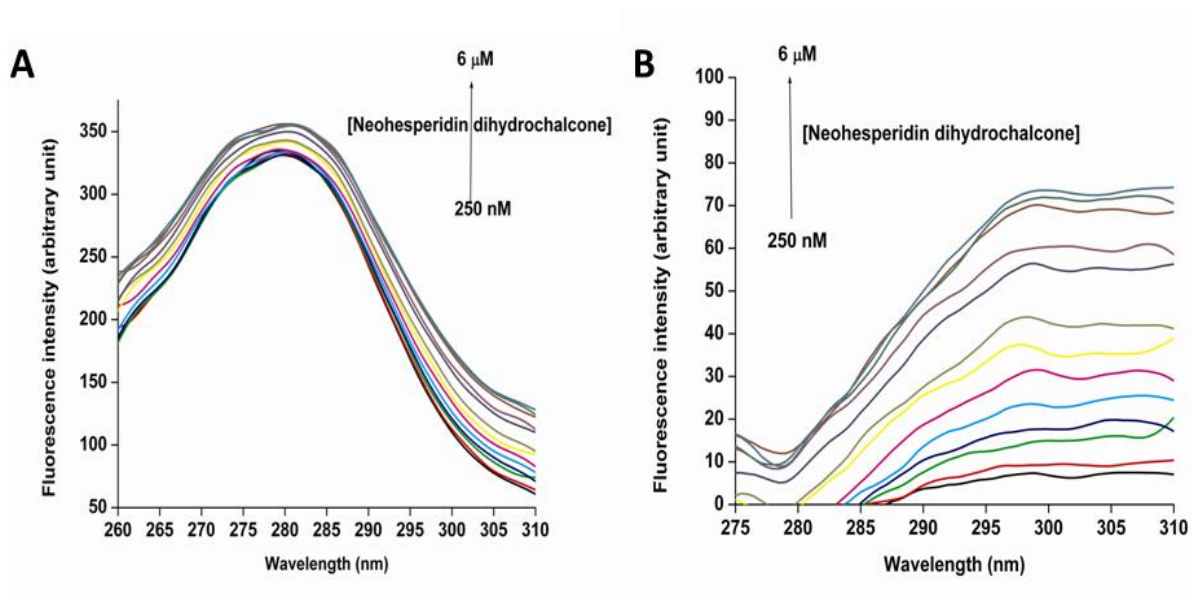 A
6 μM
[Neohesperidin dihydrochalcone]
250 nM
Fluorescence intensity (arbitrary unit)
350
300
250
200
150
100
50
260 265 270 275 280 285 290 295 300 305 310
Wavelength (nm)
B
6 μM
[Neohesperidin dihydrochalcone]
250 nM
Fluorescence intensity (arbitrary unit)
100
90
80
70
60
50
40
30
20
10
0
275 280 285 290 295 300 305 310
Wavelength (nm)